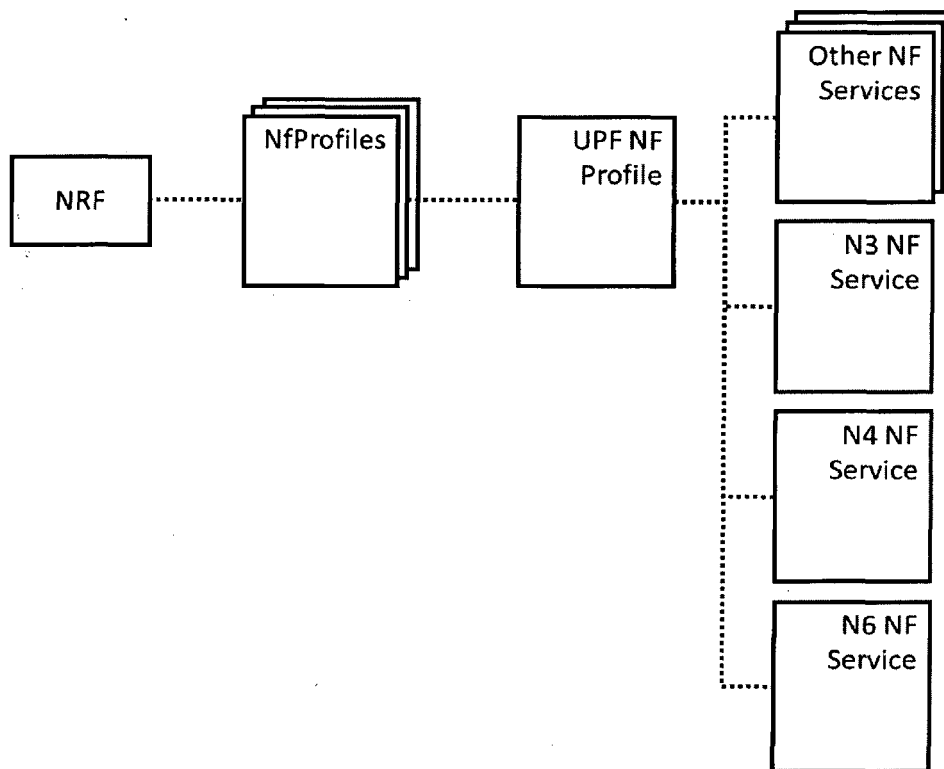 NRF
NfProfiles
UPF NF
Profile
Other NF
Services
N3 NF
Service
N4 NF
Service
N6 NF
Service